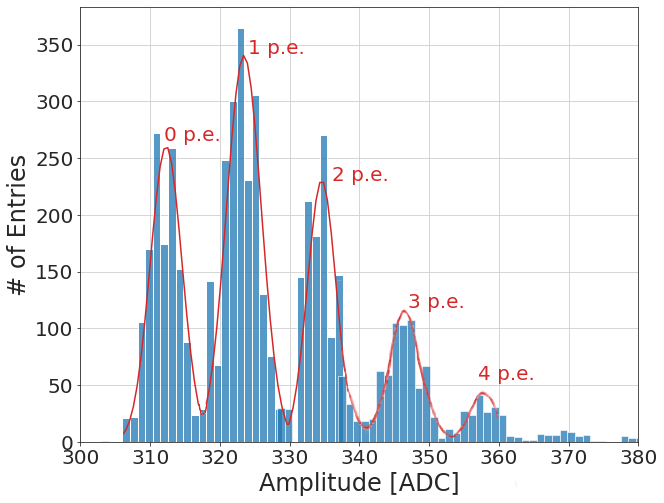 350
300
250
200
150
100
50
0
# of Entries
0 p.e.
1 p.e.
2 p.e.
3 p.e.
4 p.e.
300 310 320 330 340 350 360 370 380
Amplitude [ADC]